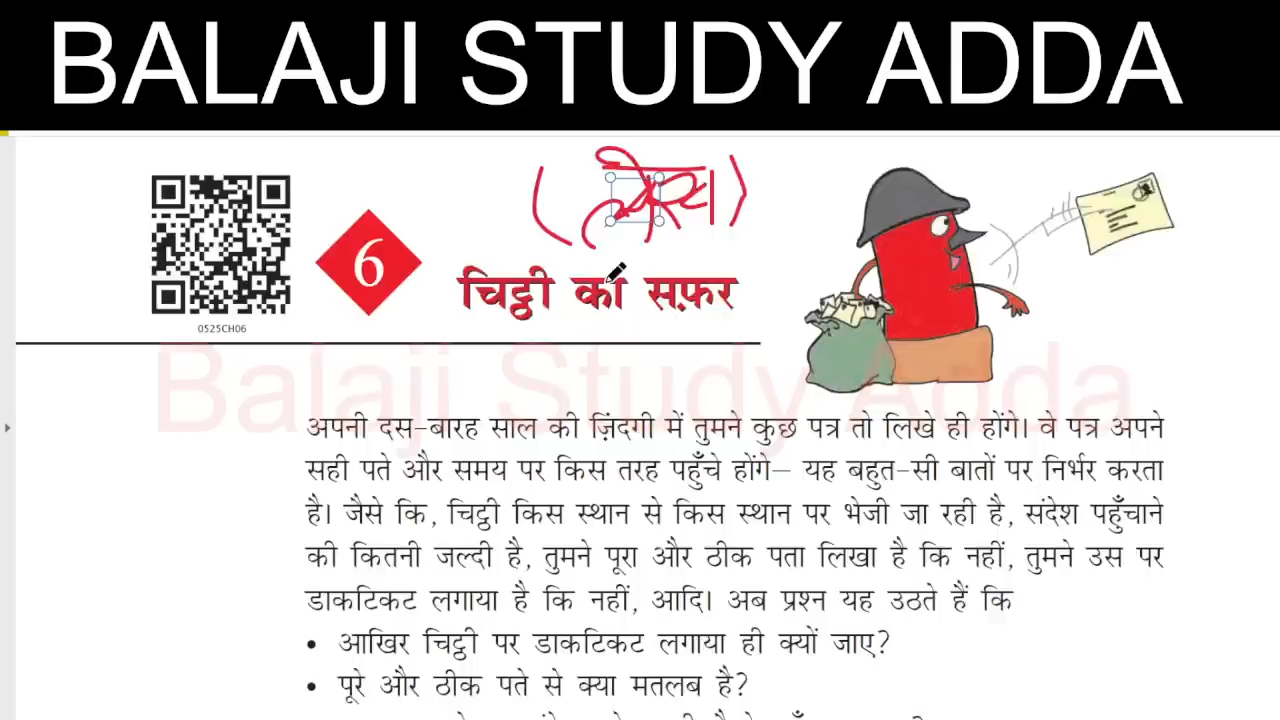 BALAJI STUDY ADDA
6
चिट्ठी का सफ़र
0525CH06
Balaji Study Adda
अपनी दस-बारह साल की ज़िंदगी में तुमने कुछ पत्र तो लिखे ही होंगे। वे पत्र अपने
सही पते और समय पर किस तरह पहुँचे होंगे– यह बहुत-सी बातों पर निर्भर करता
है। जैसे कि, चिट्ठी किस स्थान से किस स्थान पर भेजी जा रही है, संदेश पहुँचाने
की कितनी जल्दी है, तुमने पूरा और ठीक पता लिखा है कि नहीं, तुमने उस पर
डाकटिकट लगाया है कि नहीं, आदि। अब प्रश्न यह उठते हैं कि
• आखिर चिट्ठी पर डाकटिकट लगाया ही क्यों जाए?
• पूरे और ठीक पते से क्या मतलब है?